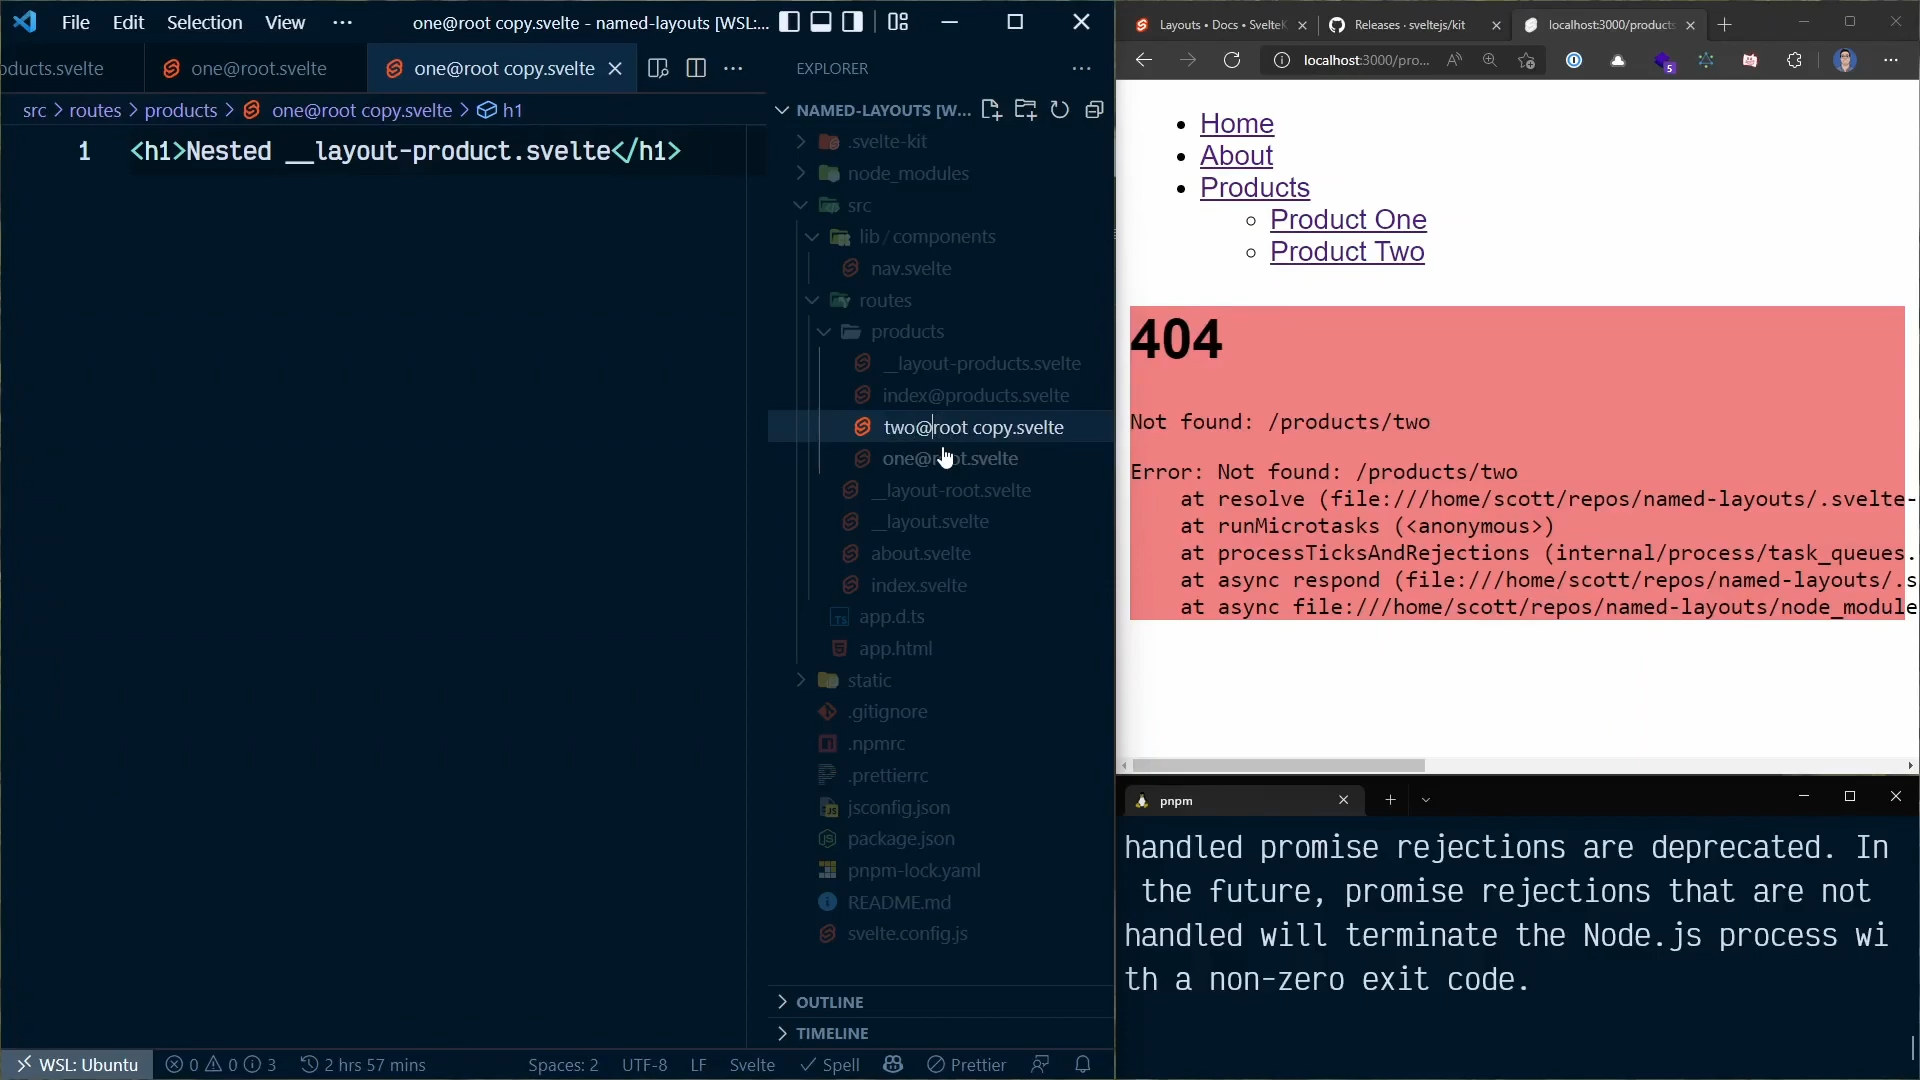 File Edit Selection View ··· one@root copy.svelte - named-layouts [WSL:...
oducts.svelte one@root.svelte one@root copy.svelte
src > routes > products > one@root copy.svelte > h1
1 <h1>Nested __layout-product.svelte</h1>
EXPLORER
NAMED-LAYOUTS [W...
.svelte-kit
node_modules
src
lib/components
nav.svelte
routes
products
__layout-products.svelte
index@products.svelte
two@root copy.svelte
one@root.svelte
__layout-root.svelte
__layout.svelte
about.svelte
index.svelte
app.d.ts
app.html
static
.gitignore
.npmrc
.prettierrc
jsconfig.json
package.json
pnpm-lock.yaml
README.md
svelte.config.js
OUTLINE
TIMELINE
WSL: Ubuntu 0 0 3 2 hrs 57 mins Spaces: 2 UTF-8 LF Svelte Spell Prettier
Layouts • Docs • SvelteK Releases · sveltejs/kit localhost:3000/products
localhost:3000/pro...
5
Home
About
Products
Product One
Product Two
404
Not found: /products/two
Error: Not found: /products/two
at resolve (file:///home/scott/repos/named-layouts/.svelte-
at runMicrotasks (<anonymous>)
at processTicksAndRejections (internal/process/task_queues.
at async respond (file:///home/scott/repos/named-layouts/.s
at async file:///home/scott/repos/named-layouts/node_module
pnpm
handled promise rejections are deprecated. In
the future, promise rejections that are not
handled will terminate the Node.js process wi
th a non-zero exit code.